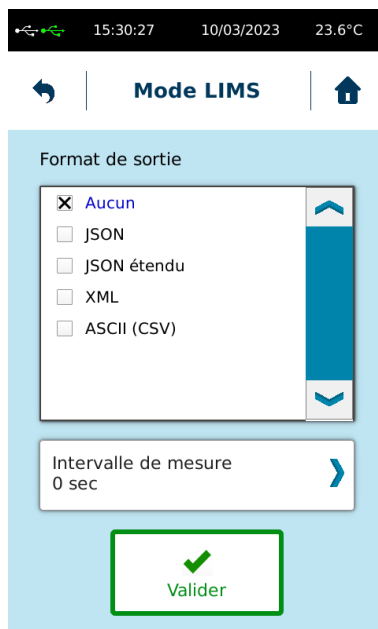 15:30:27 10/03/2023 23.6°C
Mode LIMS
Format de sortie
Aucun
JSON
JSON étendu
XML
ASCII (CSV)
Intervalle de mesure
0 sec
Valider